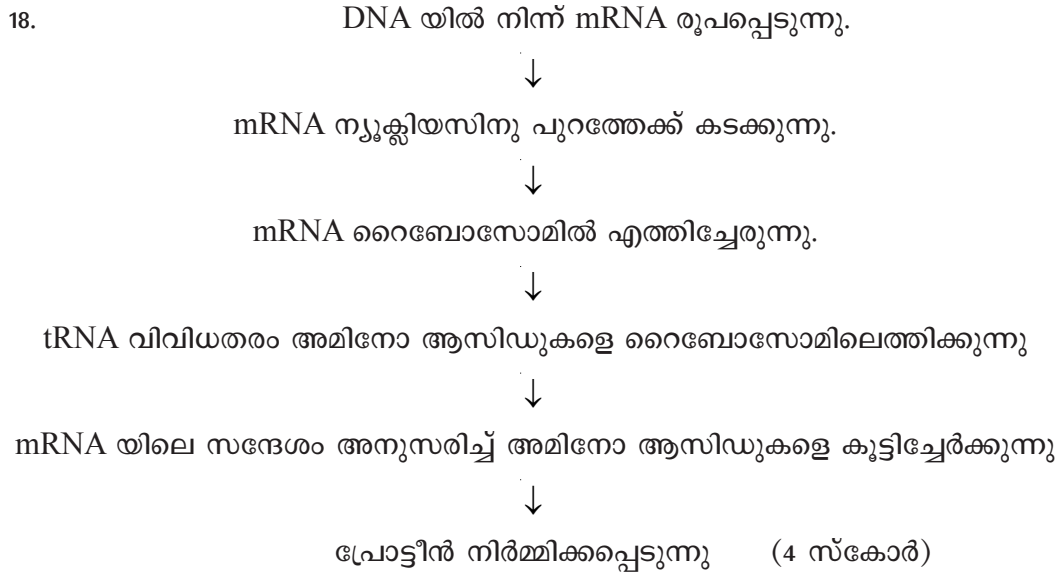 18. DNA യിൽ നിന്ന് mRNA രൂപപ്പെടുന്നു.
↓
mRNA ന്യൂക്ലിയസിനു പുറത്തേക്ക് കടക്കുന്നു.
↓
mRNA റൈബോസോമിൽ എത്തിച്ചേരുന്നു.
↓
tRNA വിവിധതരം അമിനോ ആസിഡുകളെ റൈബോസോമിലെത്തിക്കുന്നു
↓
mRNA യിലെ സന്ദേശം അനുസരിച്ച് അമിനോ ആസിഡുകളെ കൂട്ടിച്ചേർക്കുന്നു
↓
പ്രോട്ടീൻ നിർമ്മിക്കപ്പെടുന്നു (4 സ്കോർ)